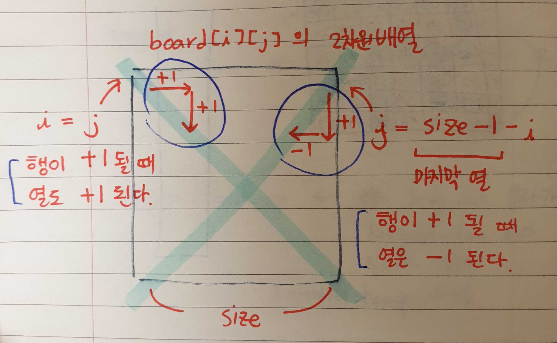 board[i][j]의 2차원배열
+1
+1
i = j
행이 +1 될 때
열도 +1 된다.
+1
-1
j = size-1-i
마지막 열
행이 +1 될 때
열은 -1 된다.
size